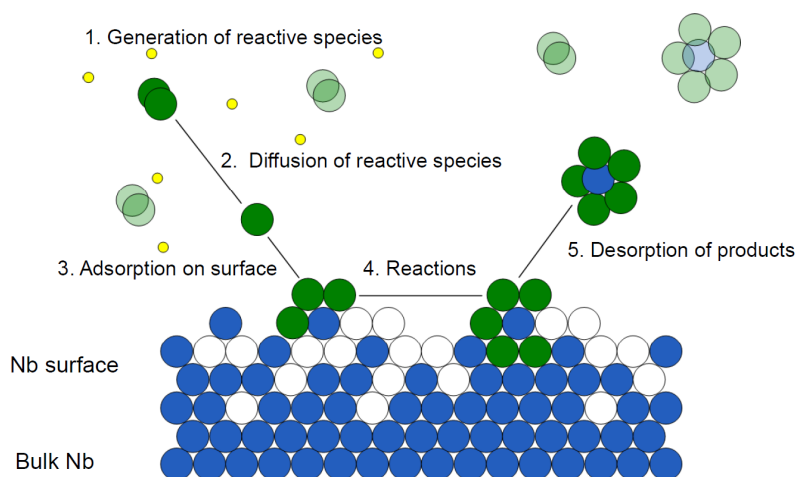 1. Generation of reactive species
2. Diffusion of reactive species
3. Adsorption on surface
4. Reactions
5. Desorption of products
Nb surface
Bulk Nb